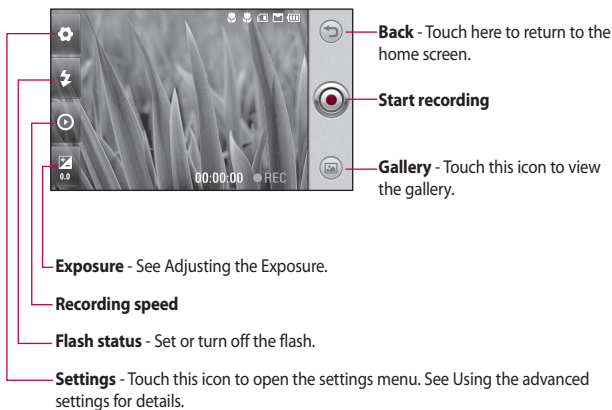 Back - Touch here to return to the
home screen.
Start recording
Gallery - Touch this icon to view
the gallery.
0.0
00:00:00 REC
Exposure - See Adjusting the Exposure.
Recording speed
Flash status - Set or turn off the flash.
Settings - Touch this icon to open the settings menu. See Using the advanced
settings for details.